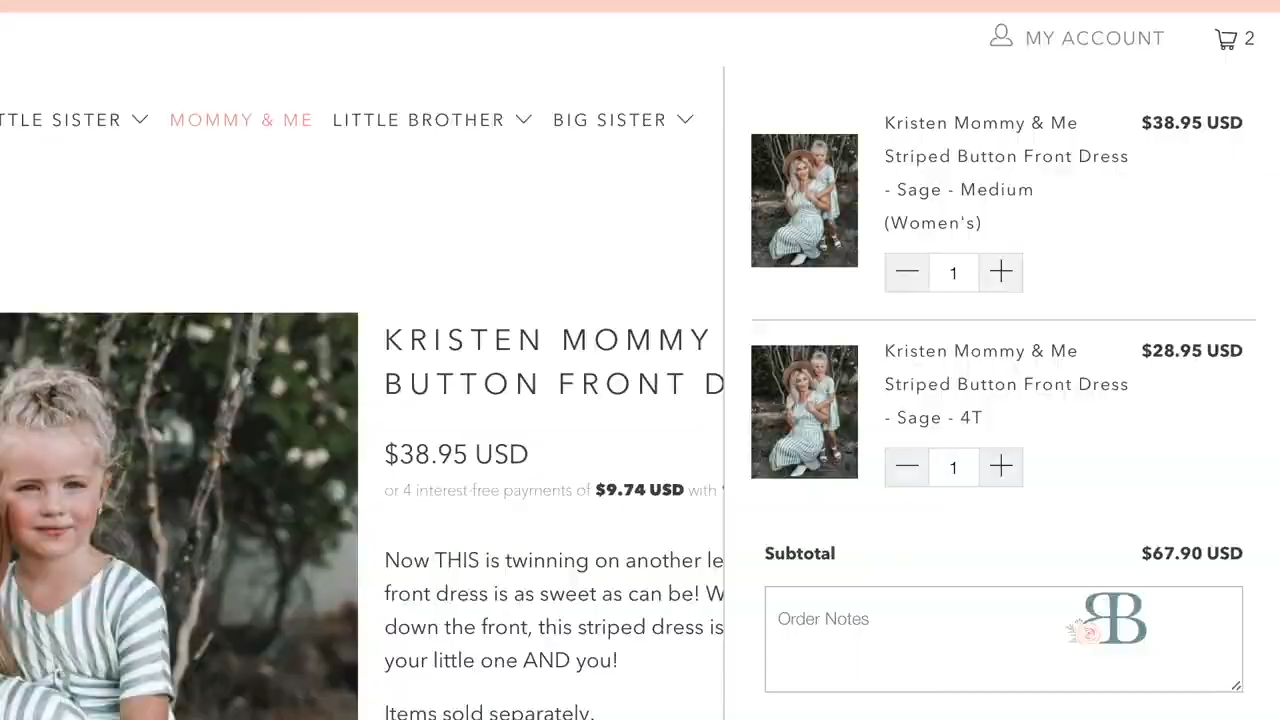 MY ACCOUNT
2
TTLE SISTER
MOMMY & ME
LITTLE BROTHER
BIG SISTER
KRISTEN MOMMY
BUTTON FRONT D
$38.95 USD
or 4 interest-free payments of $9.74 USD with
Now THIS is twinning on another le
front dress is as sweet as can be! W
down the front, this striped dress is
your little one AND you!
Items sold separately.
Kristen Mommy & Me
Striped Button Front Dress
- Sage - Medium
(Women's)
$38.95 USD
1
Kristen Mommy & Me
Striped Button Front Dress
- Sage - 4T
$28.95 USD
1
Subtotal
$67.90 USD
Order Notes
BB